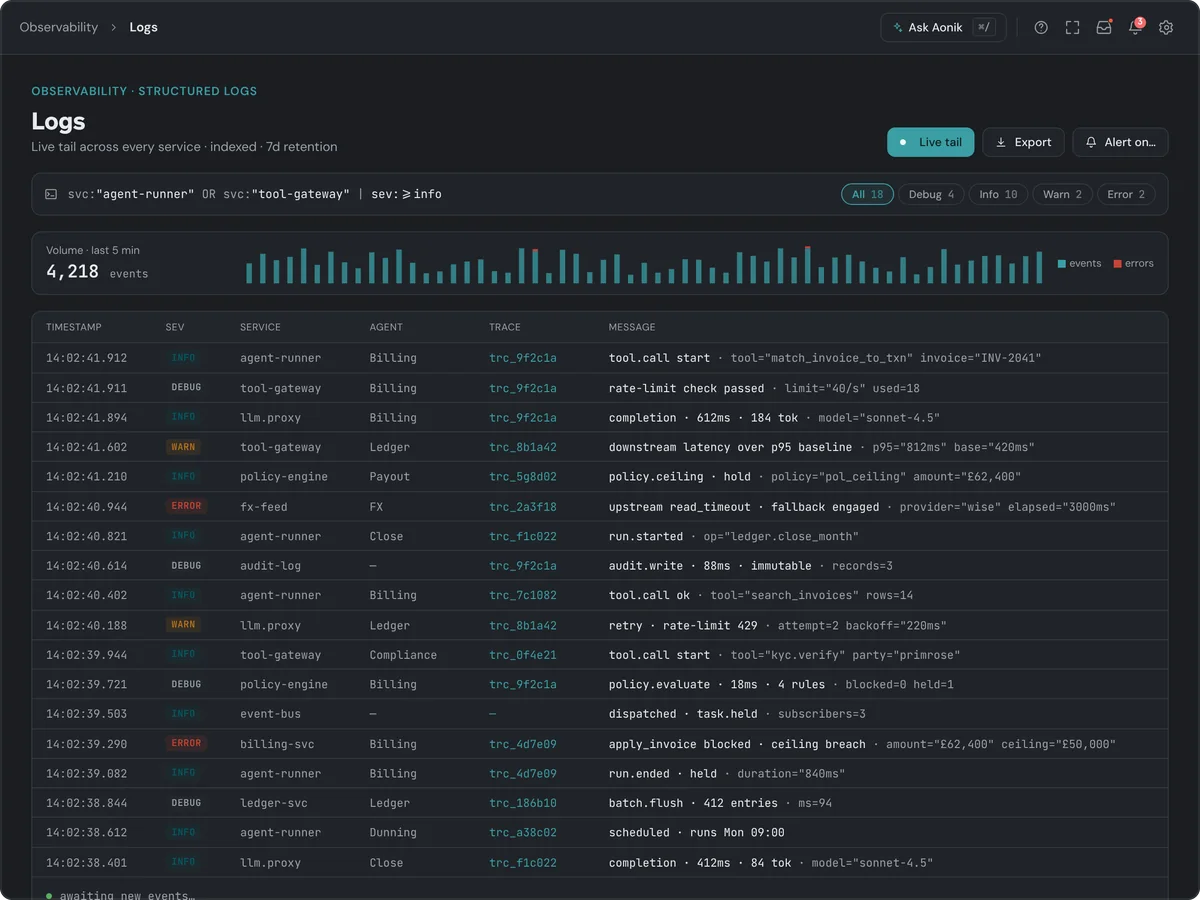 Observability > Logs
Ask Aonik ⌘/
3
OBSERVABILITY · STRUCTURED LOGS
Logs
Live tail across every service · indexed · 7d retention
Live tail
Export
Alert on…
svc:"agent-runner" OR svc:"tool-gateway" | sev:⩾info
All 18
Debug 4
Info 10
Warn 2
Error 2
Volume · last 5 min
4,218 events
events
errors
TIMESTAMP SEV SERVICE AGENT TRACE MESSAGE
14:02:41.912 INFO agent-runner Billing trc_9f2c1a tool.call start · tool="match_invoice_to_txn" invoice="INV-2041"
14:02:41.911 DEBUG tool-gateway Billing trc_9f2c1a rate-limit check passed · limit="40/s" used=18
14:02:41.894 INFO llm.proxy Billing trc_9f2c1a completion · 612ms · 184 tok · model="sonnet-4.5"
14:02:41.602 WARN tool-gateway Ledger trc_8b1a42 downstream latency over p95 baseline · p95="812ms" base="420ms"
14:02:41.210 INFO policy-engine Payout trc_5g8d02 policy.ceiling · hold · policy="pol_ceiling" amount="£62,400"
14:02:40.944 ERROR fx-feed FX trc_2a3f18 upstream read_timeout · fallback engaged · provider="wise" elapsed="3000ms"
14:02:40.821 INFO agent-runner Close trc_f1c022 run.started · op="ledger.close_month"
14:02:40.614 DEBUG audit-log — trc_9f2c1a audit.write · 88ms · immutable · records=3
14:02:40.402 INFO agent-runner Billing trc_7c1082 tool.call ok · tool="search_invoices" rows=14
14:02:40.188 WARN llm.proxy Ledger trc_8b1a42 retry · rate-limit 429 · attempt=2 backoff="220ms"
14:02:39.944 INFO tool-gateway Compliance trc_0f4e21 tool.call start · tool="kyc.verify" party="primrose"
14:02:39.721 DEBUG policy-engine Billing trc_9f2c1a policy.evaluate · 18ms · 4 rules · blocked=0 held=1
14:02:39.503 INFO event-bus — — dispatched · task.held · subscribers=3
14:02:39.290 ERROR billing-svc Billing trc_4d7e09 apply_invoice blocked · ceiling breach · amount="£62,400" ceiling="£50,000"
14:02:39.082 INFO agent-runner Billing trc_4d7e09 run.ended · held · duration="840ms"
14:02:38.844 DEBUG ledger-svc Ledger trc_186b10 batch.flush · 412 entries · ms=94
14:02:38.612 INFO agent-runner Dunning trc_a38c02 scheduled · runs Mon 09:00
14:02:38.401 INFO llm.proxy Close trc_f1c022 completion · 412ms · 84 tok · model="sonnet-4.5"
awaiting new events…